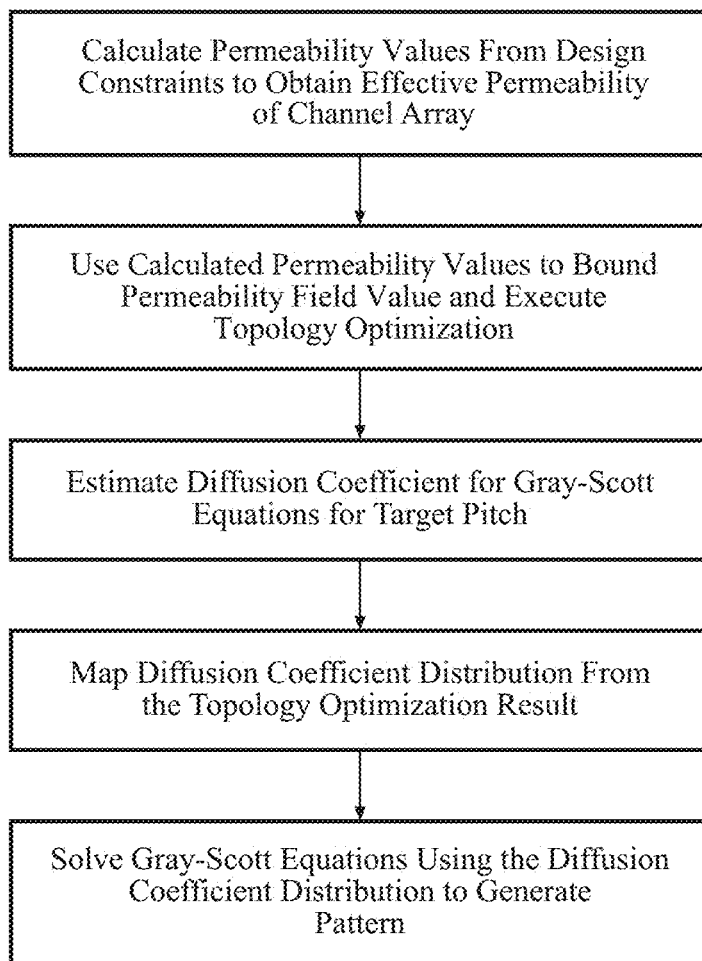 Calculate Permeability Values From Design
Constraints to Obtain Effective Permeability
of Channel Array
Use Calculated Permeability Values to Bound
Permeability Field Value and Execute
Topology Optimization
Estimate Diffusion Coefficient for Gray-Scott
Equations for Target Pitch
Map Diffusion Coefficient Distribution From
the Topology Optimization Result
Solve Gray-Scott Equations Using the Diffusion
Coefficient Distribution to Generate
Pattern